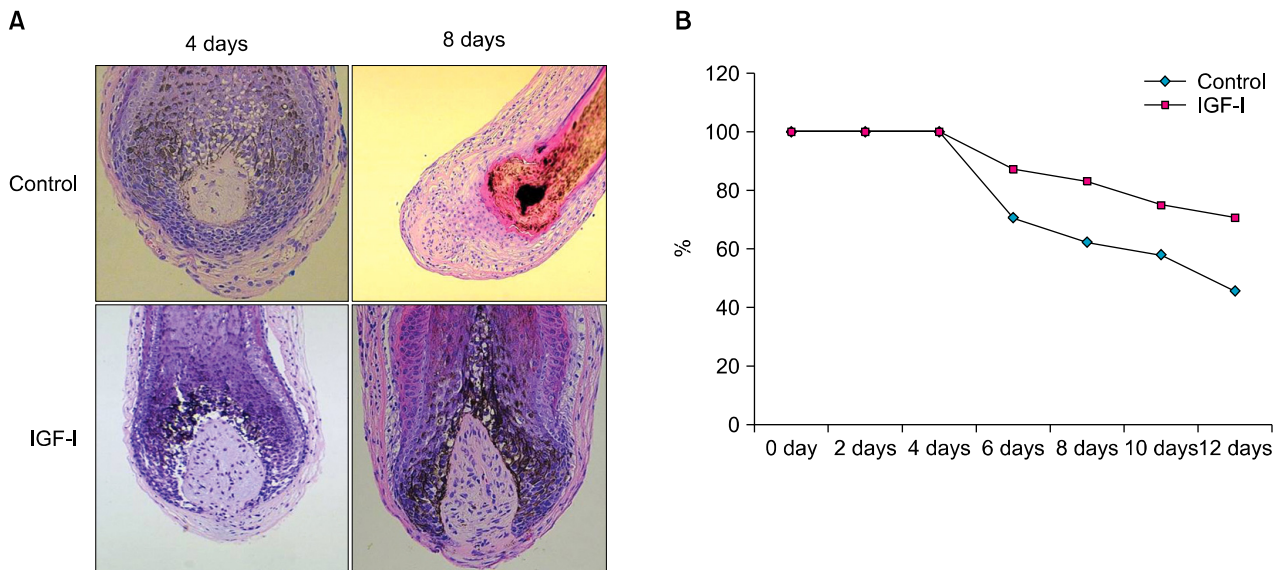 A
4 days 8 days
Control
IGF-I
B
Control
IGF-I
120
100
80
60
40
20
0
%
0 day 2 days 4 days 6 days 8 days 10 days 12 days